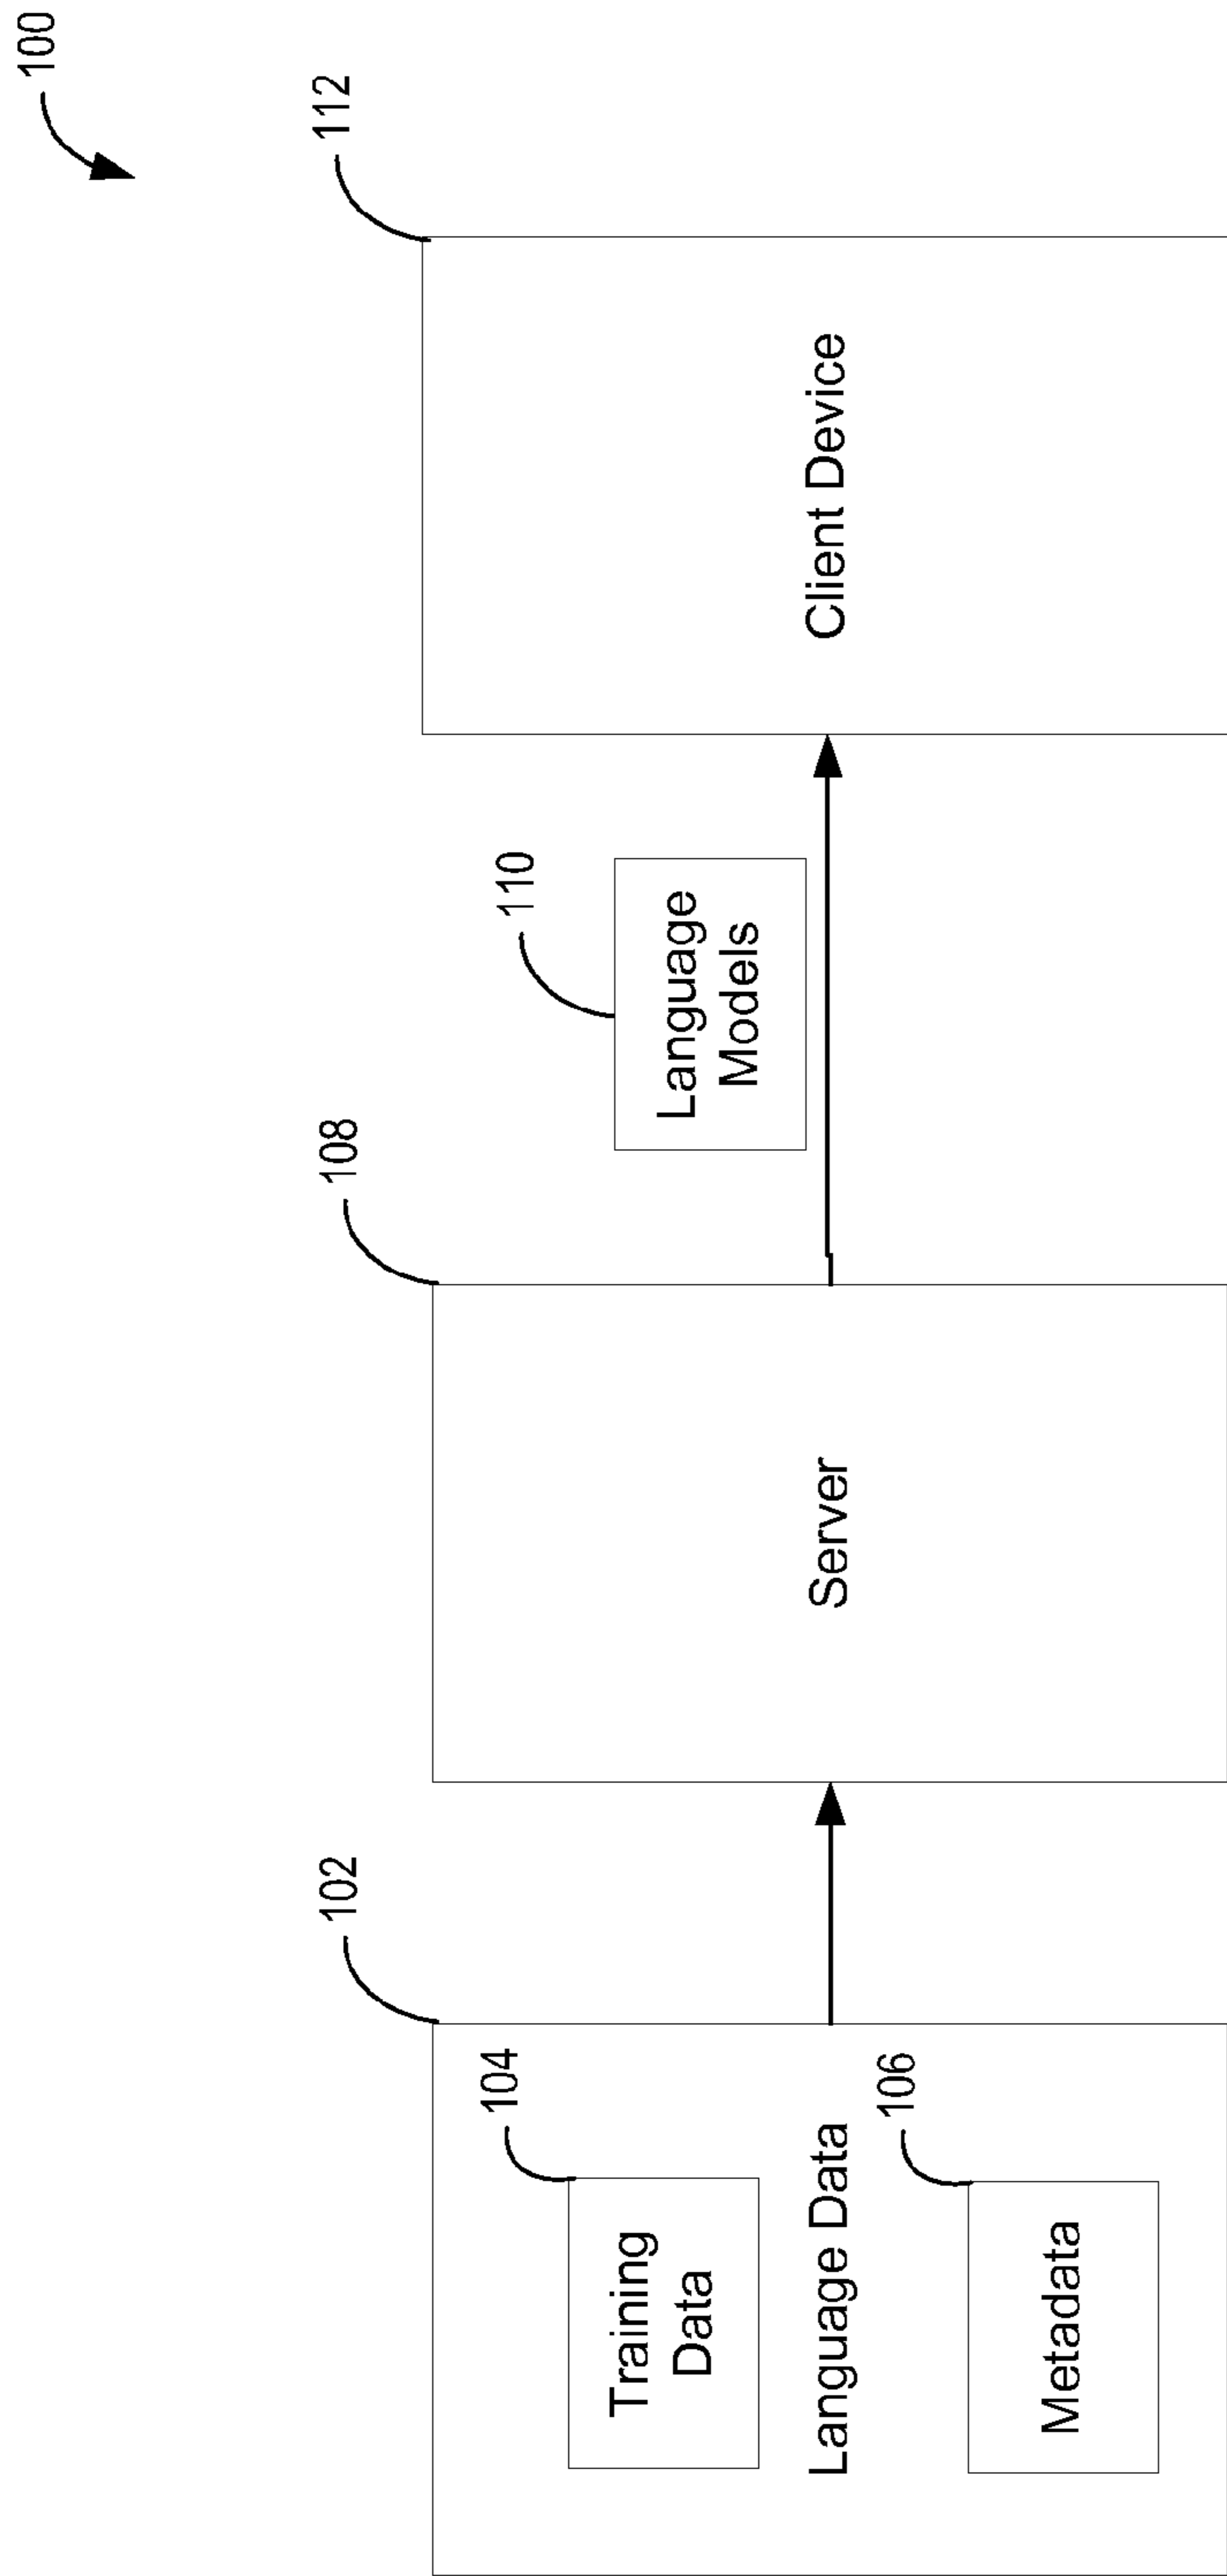 100
102
104
Training
Data
Language Data
106
Metadata
108
Server
110
Language
Models
112
Client Device